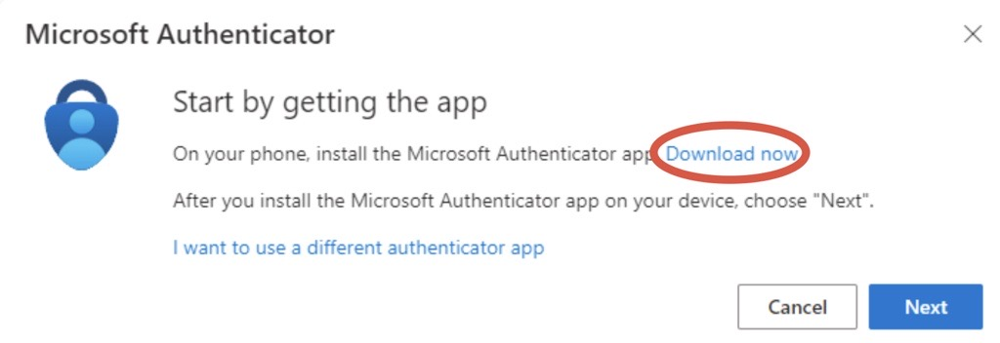 Microsoft Authenticator
Start by getting the app
On your phone, install the Microsoft Authenticator app. Download now
After you install the Microsoft Authenticator app on your device, choose "Next".
I want to use a different authenticator app
Cancel
Next